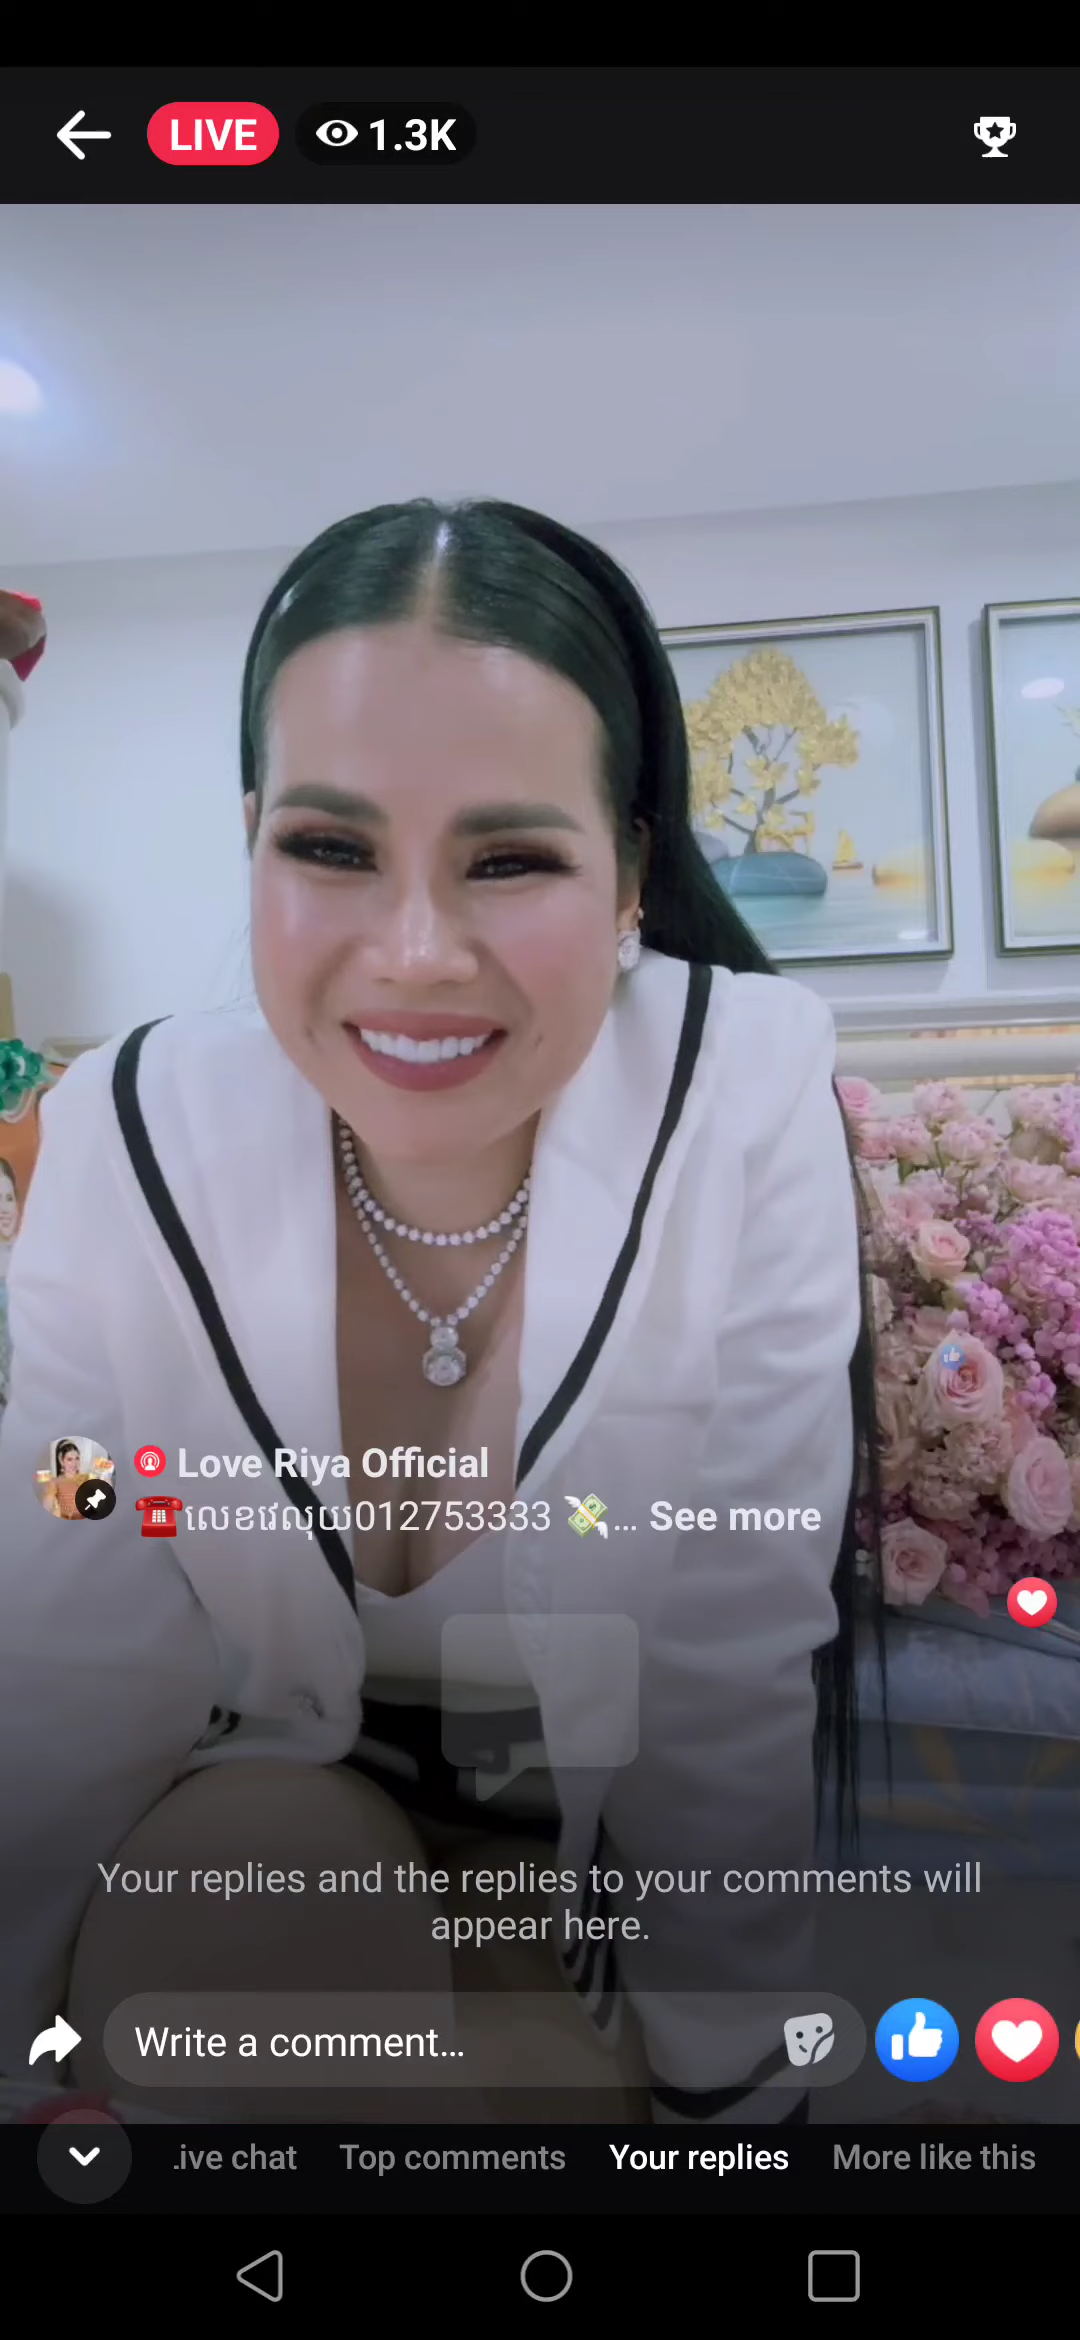 LIVE 1.3K
Love Riya Official
☎️លេខវេលុយ012753333 💸... See more
Your replies and the replies to your comments will
appear here.
Write a comment...
.ive chat Top comments Your replies More like this